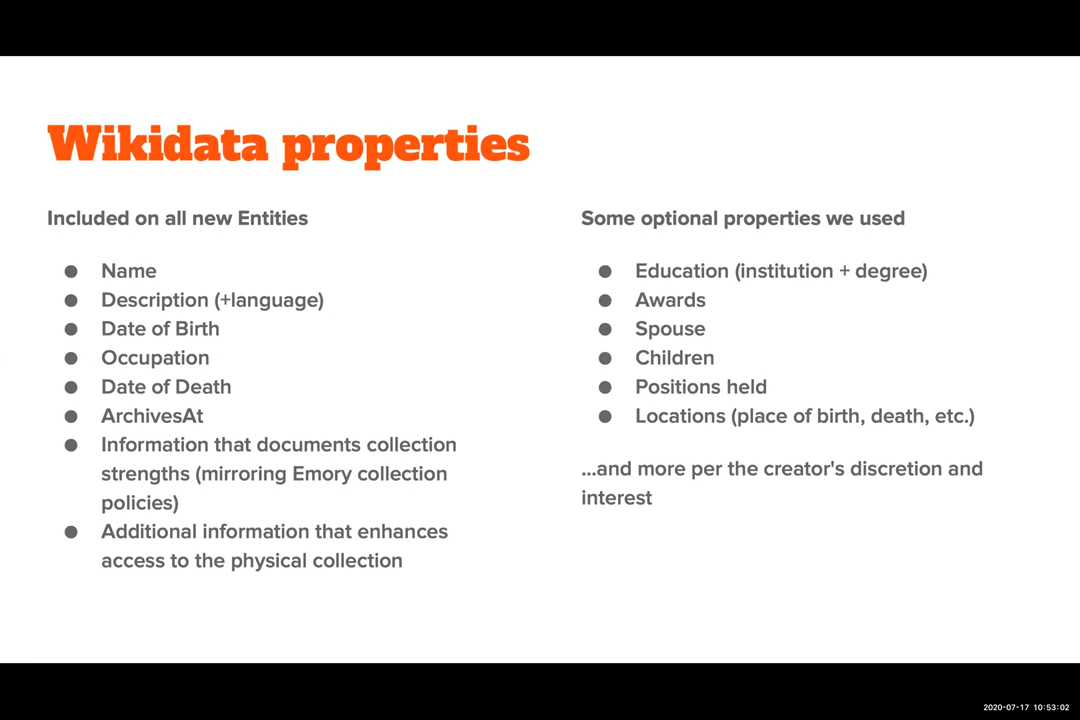 Wikidata properties
Included on all new Entities
● Name
● Description (+language)
● Date of Birth
● Occupation
● Date of Death
● ArchivesAt
● Information that documents collection
strengths (mirroring Emory collection
policies)
● Additional information that enhances
access to the physical collection
Some optional properties we used
● Education (institution + degree)
● Awards
● Spouse
● Children
● Positions held
● Locations (place of birth, death, etc.)
...and more per the creator's discretion and
interest
2020-07-17 10:53:02